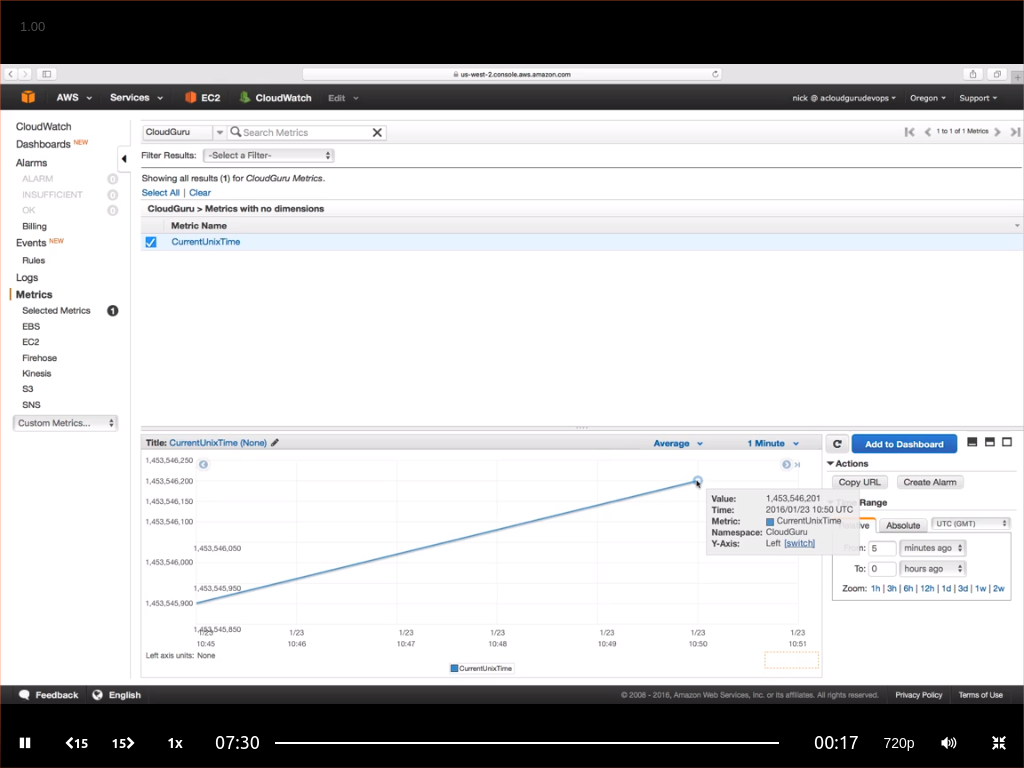 1.00
us-west-2.console.aws.amazon.com
AWS Services EC2 CloudWatch Edit nick @ acloudgurudevops Oregon Support
CloudWatch
Dashboards NEW
Alarms
ALARM 0
INSUFFICIENT 0
OK 0
Billing
Events NEW
Rules
Logs
Metrics
Selected Metrics 1
EBS
EC2
Firehose
Kinesis
S3
SNS
Custom Metrics...
CloudGuru Search Metrics 1 to 1 of 1 Metrics
Filter Results: -Select a Filter-
Showing all results (1) for CloudGuru Metrics.
Select All | Clear
CloudGuru > Metrics with no dimensions
Metric Name
CurrentUnixTime
Title: CurrentUnixTime (None) Average 1 Minute
1,453,546,250
1,453,546,200
1,453,546,150
1,453,546,100
1,453,546,050
1,453,546,000
1,453,545,950
1,453,545,900
1,453,545,850
1/23 1/23 1/23 1/23 1/23 1/23 1/23
10:45 10:46 10:47 10:48 10:49 10:50 10:51
Left axis units: None
CurrentUnixTime
Value: 1,453,546,201
Time: 2016/01/23 10:50 UTC
Metric: CurrentUnixTime
Namespace: CloudGuru
Y-Axis: Left [switch]
Add to Dashboard
Actions
Copy URL Create Alarm
Range
Absolute UTC (GMT)
5 minutes ago
To: 0 hours ago
Zoom: 1h | 3h | 6h | 12h | 1d | 3d | 1w | 2w
Feedback English © 2008 - 2016, Amazon Web Services, Inc. or its affiliates. All rights reserved. Privacy Policy Terms of Use
15 15 1x 07:30 00:17 720p